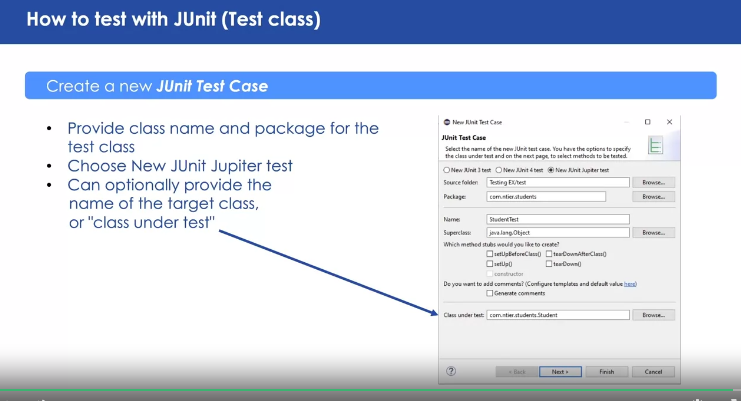 How to test with JUnit (Test class)
Create a new JUnit Test Case
• Provide class name and package for the
test class
• Choose New JUnit Jupiter test
• Can optionally provide the
name of the target class,
or "class under test"
New JUnit Test Case
JUnit Test Case
Select the name of the new JUnit test case. You have the options to specify
the class under test and on the next page, to select methods to be tested.
New JUnit 3 test New JUnit 4 test New JUnit Jupiter test
Source folder: Testing EX/test Browse...
Package: com.ntier.students Browse...
Name: StudentTest
Superclass: java.lang.Object Browse...
Which method stubs would you like to create?
setUpBeforeClass() tearDownAfterClass()
setUp() tearDown()
constructor
Do you want to add comments? (Configure templates and default value here)
Generate comments
Class under test: com.ntier.students.Student Browse...
? < Back Next > Finish Cancel